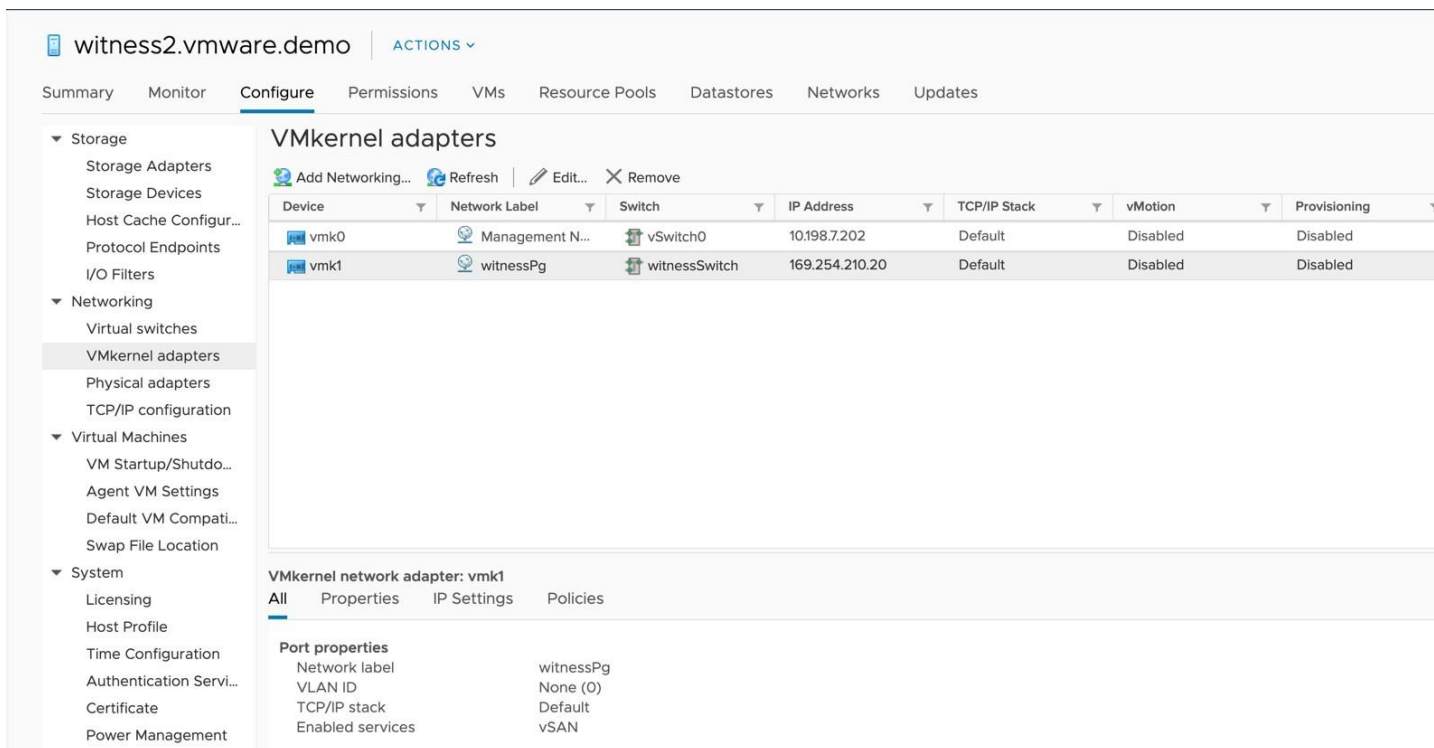 witness2.vmware.demo ACTIONS
Summary Monitor Configure Permissions VMs Resource Pools Datastores Networks Updates
Storage
Storage Adapters
Storage Devices
Host Cache Configur...
Protocol Endpoints
I/O Filters
Networking
Virtual switches
VMkernel adapters
Physical adapters
TCP/IP configuration
Virtual Machines
VM Startup/Shutdo...
Agent VM Settings
Default VM Compati...
Swap File Location
System
Licensing
Host Profile
Time Configuration
Authentication Servi...
Certificate
Power Management
VMkernel adapters
Add Networking... Refresh Edit... Remove
Device Network Label Switch IP Address TCP/IP Stack vMotion Provisioning
vmk0 Management N... vSwitch0 10.198.7.202 Default Disabled Disabled
vmk1 witnessPg witnessSwitch 169.254.210.20 Default Disabled Disabled
VMkernel network adapter: vmk1
All Properties IP Settings Policies
Port properties
Network label witnessPg
VLAN ID None (0)
TCP/IP stack Default
Enabled services vSAN